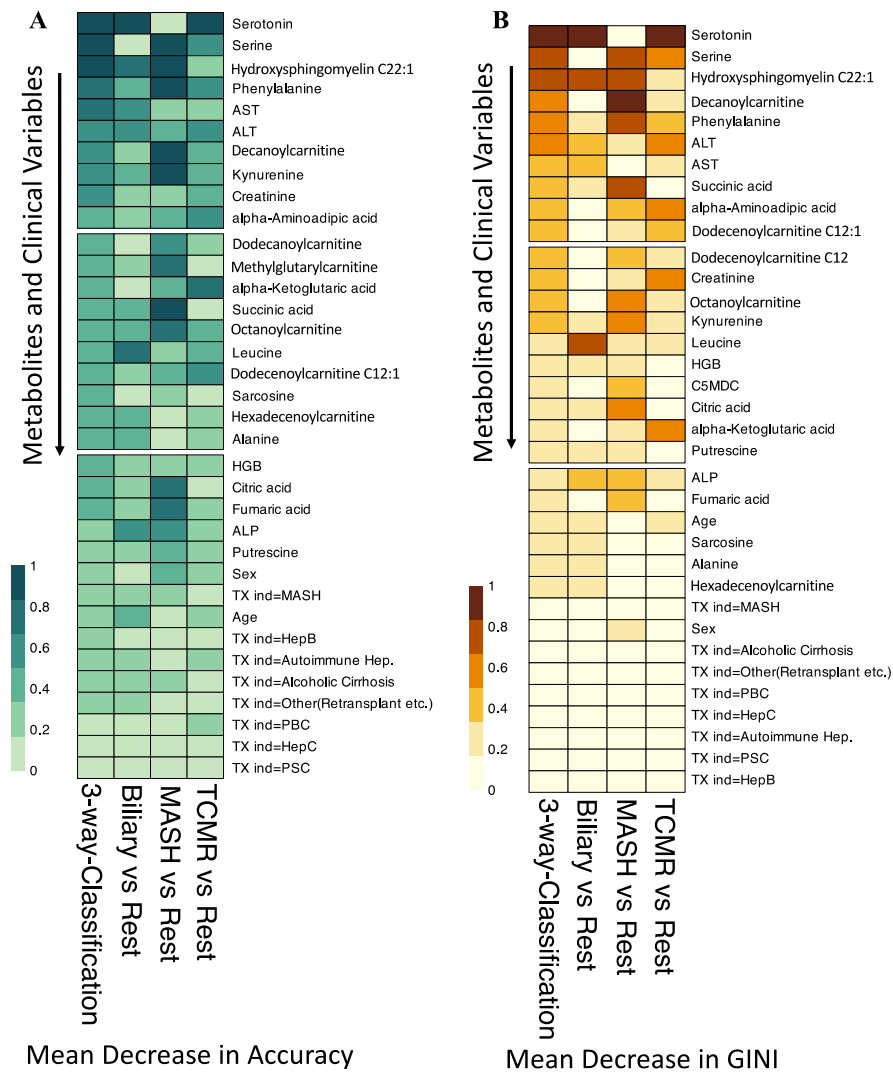 A
Metabolites and Clinical Variables
Serotonin
Serine
Hydroxysphingomyelin C22:1
Phenylalanine
AST
ALT
Decanoylcarnitine
Kynurenine
Creatinine
alpha-Aminoadipic acid
Dodecanoylcarnitine
Methylglutarylcarnitine
alpha-Ketoglutaric acid
Succinic acid
Octanoylcarnitine
Leucine
Dodecenoylcarnitine C12:1
Sarcosine
Hexadecenoylcarnitine
Alanine
HGB
Citric acid
Fumaric acid
ALP
Putrescine
Sex
TX ind=MASH
Age
TX ind=HepB
TX ind=Autoimmune Hep.
TX ind=Alcoholic Cirrhosis
TX ind=Other(Retransplant etc.)
TX ind=PBC
TX ind=HepC
TX ind=PSC
1
0.8
0.6
0.4
0.2
0
3-way-Classification
Biliary vs Rest
MASH vs Rest
TCMR vs Rest
Mean Decrease in Accuracy
B
Metabolites and Clinical Variables
Serotonin
Serine
Hydroxysphingomyelin C22:1
Decanoylcarnitine
Phenylalanine
ALT
AST
Succinic acid
alpha-Aminoadipic acid
Dodecenoylcarnitine C12:1
Dodecenoylcarnitine C12
Creatinine
Octanoylcarnitine
Kynurenine
Leucine
HGB
C5MDC
Citric acid
alpha-Ketoglutaric acid
Putrescine
ALP
Fumaric acid
Age
Sarcosine
Alanine
Hexadecenoylcarnitine
TX ind=MASH
Sex
TX ind=Alcoholic Cirrhosis
TX ind=Other(Retransplant etc.)
TX ind=PBC
TX ind=HepC
TX ind=Autoimmune Hep.
TX ind=PSC
TX ind=HepB
1
0.8
0.6
0.4
0.2
0
3-way-Classification
Biliary vs Rest
MASH vs Rest
TCMR vs Rest
Mean Decrease in GINI